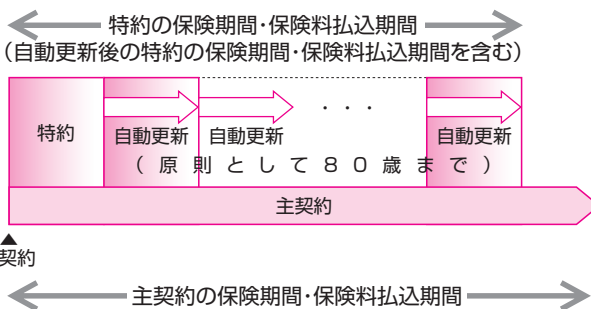 特約の保険期間・保険料払込期間
(自動更新後の特約の保険期間・保険料払込期間を含む)
特約
自動更新
自動更新
・・・
自動更新
(原則として80歳まで)
主契約
▲
契約
主契約の保険期間・保険料払込期間